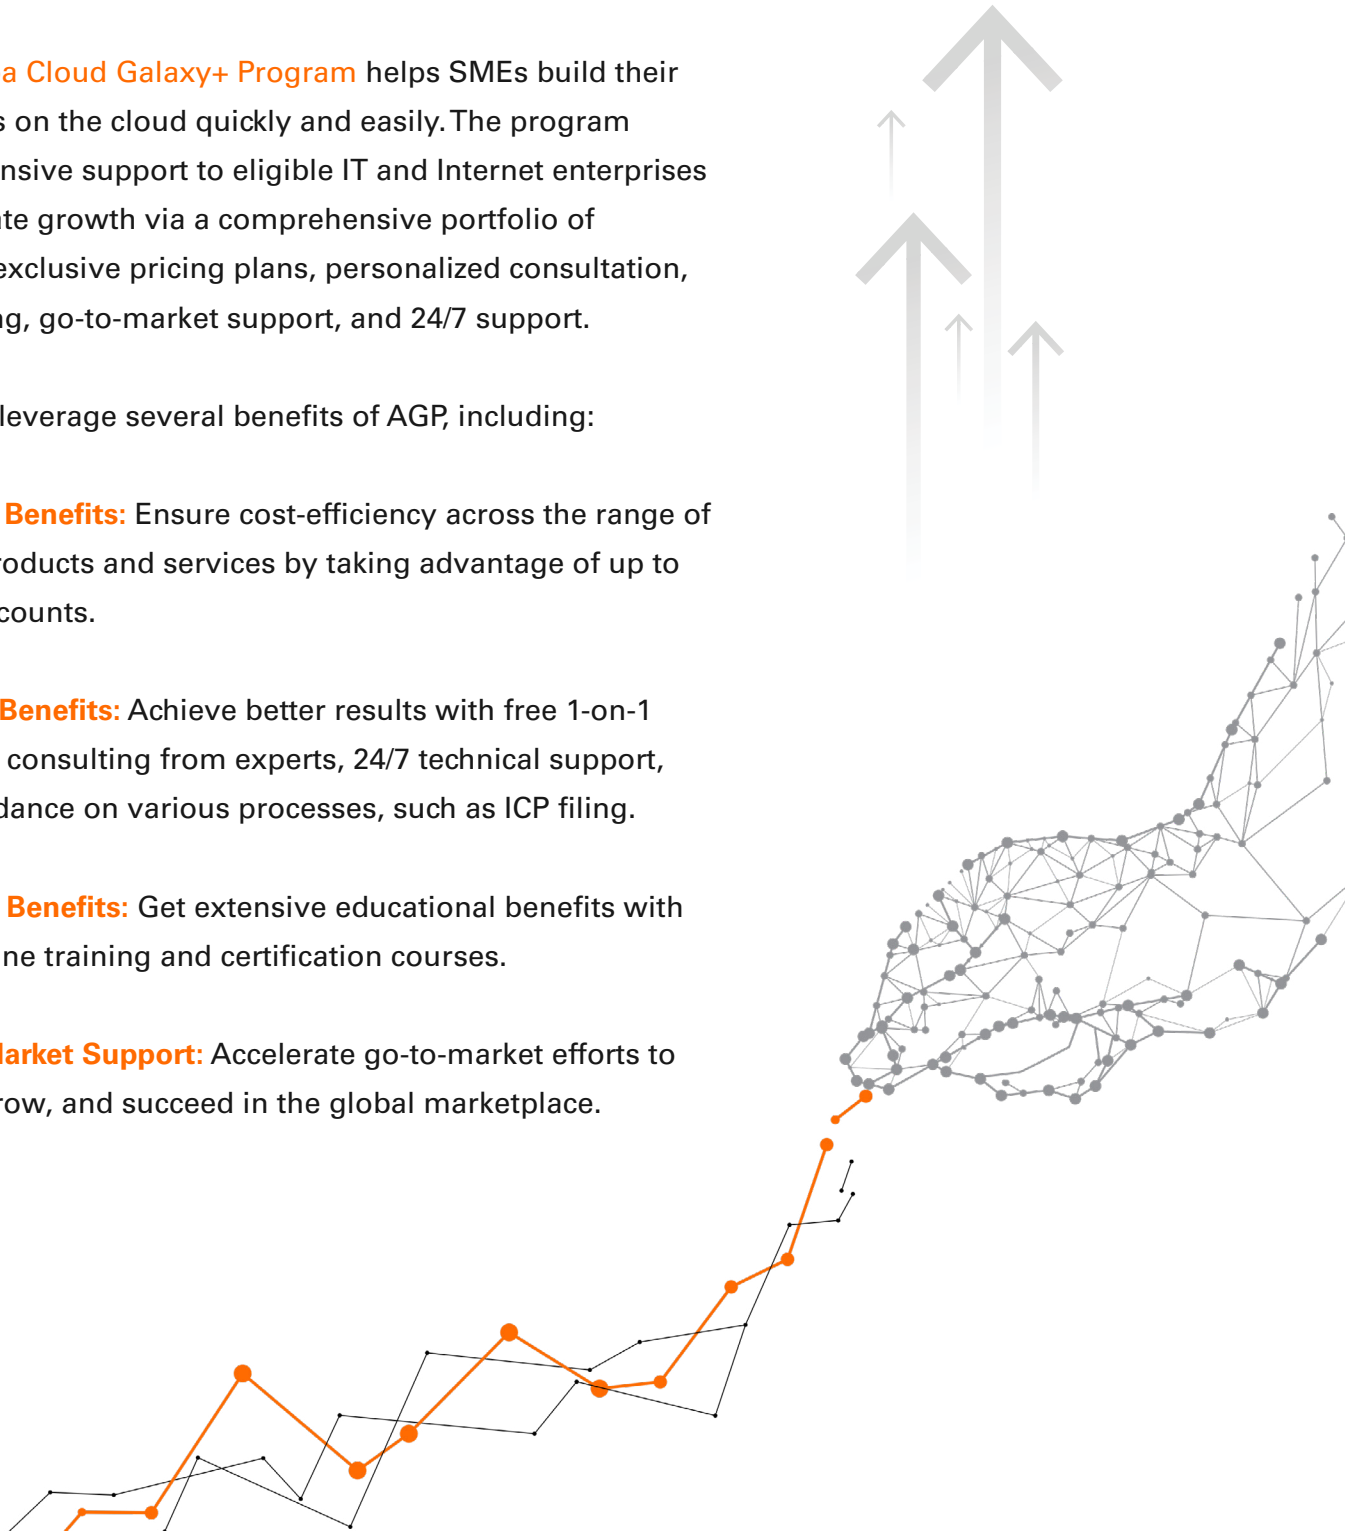 a Cloud Galaxy+ Program helps SMEs build their
s on the cloud quickly and easily. The program
nsive support to eligible IT and Internet enterprises
te growth via a comprehensive portfolio of
exclusive pricing plans, personalized consultation,
ng, go-to-market support, and 24/7 support.
leverage several benefits of AGP, including:
Benefits: Ensure cost-efficiency across the range of
roducts and services by taking advantage of up to
counts.
Benefits: Achieve better results with free 1-on-1
consulting from experts, 24/7 technical support,
dance on various processes, such as ICP filing.
Benefits: Get extensive educational benefits with
ne training and certification courses.
Market Support: Accelerate go-to-market efforts to
row, and succeed in the global marketplace.